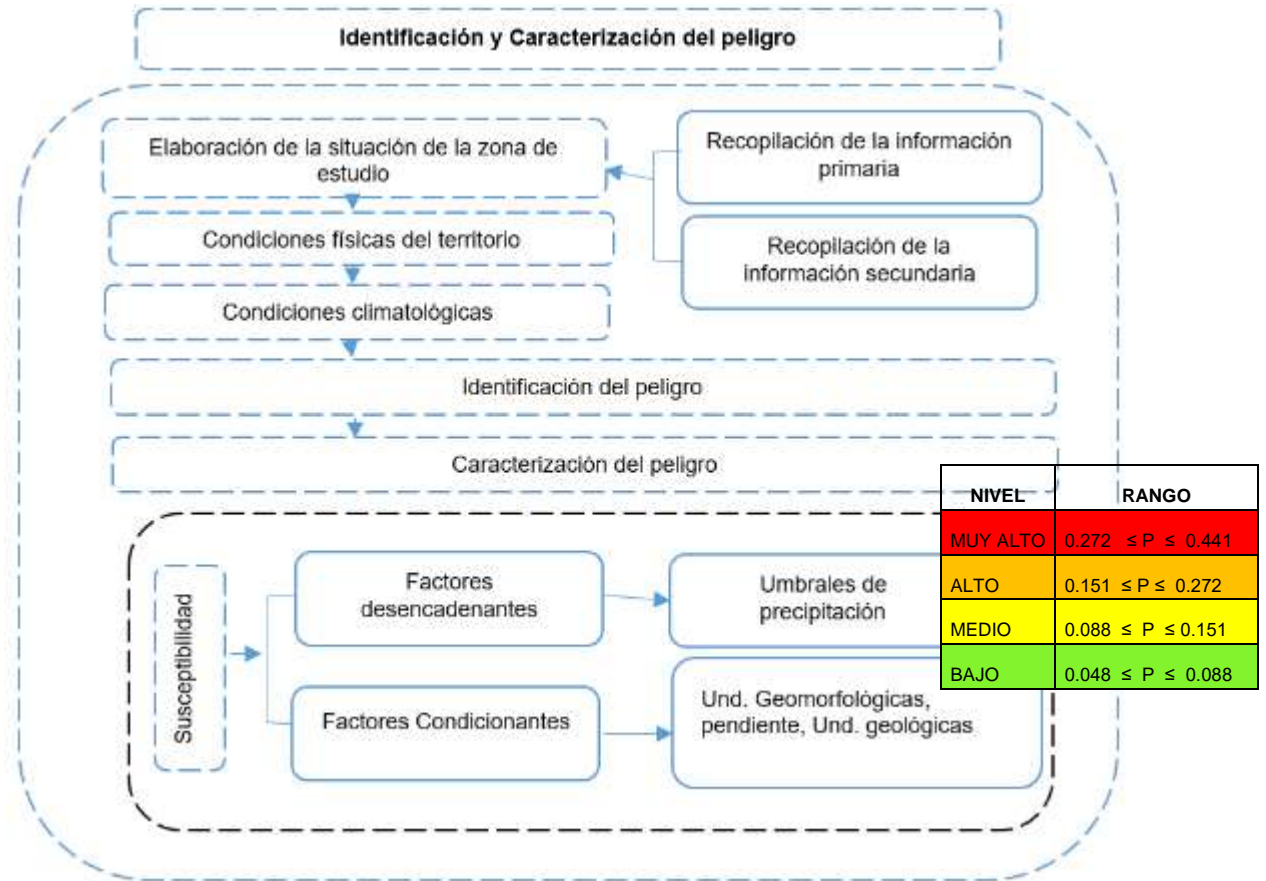 Identificación y Caracterización del peligro
Elaboración de la situación de la zona de
estudio
Recopilación de la información
primaria
Condiciones físicas del territorio
Recopilación de la
información secundaria
Condiciones climatológicas
Identificación del peligro
Caracterización del peligro
NIVEL RANGO
MUY ALTO 0.272 ≤ P ≤ 0.441
ALTO 0.151 ≤ P ≤ 0.272
MEDIO 0.088 ≤ P ≤ 0.151
BAJO 0.048 ≤ P ≤ 0.088
Susceptibilidad
Factores
desencadenantes
Umbrales de
precipitación
Factores Condicionantes
Und. Geomorfológicas,
pendiente, Und. geológicas